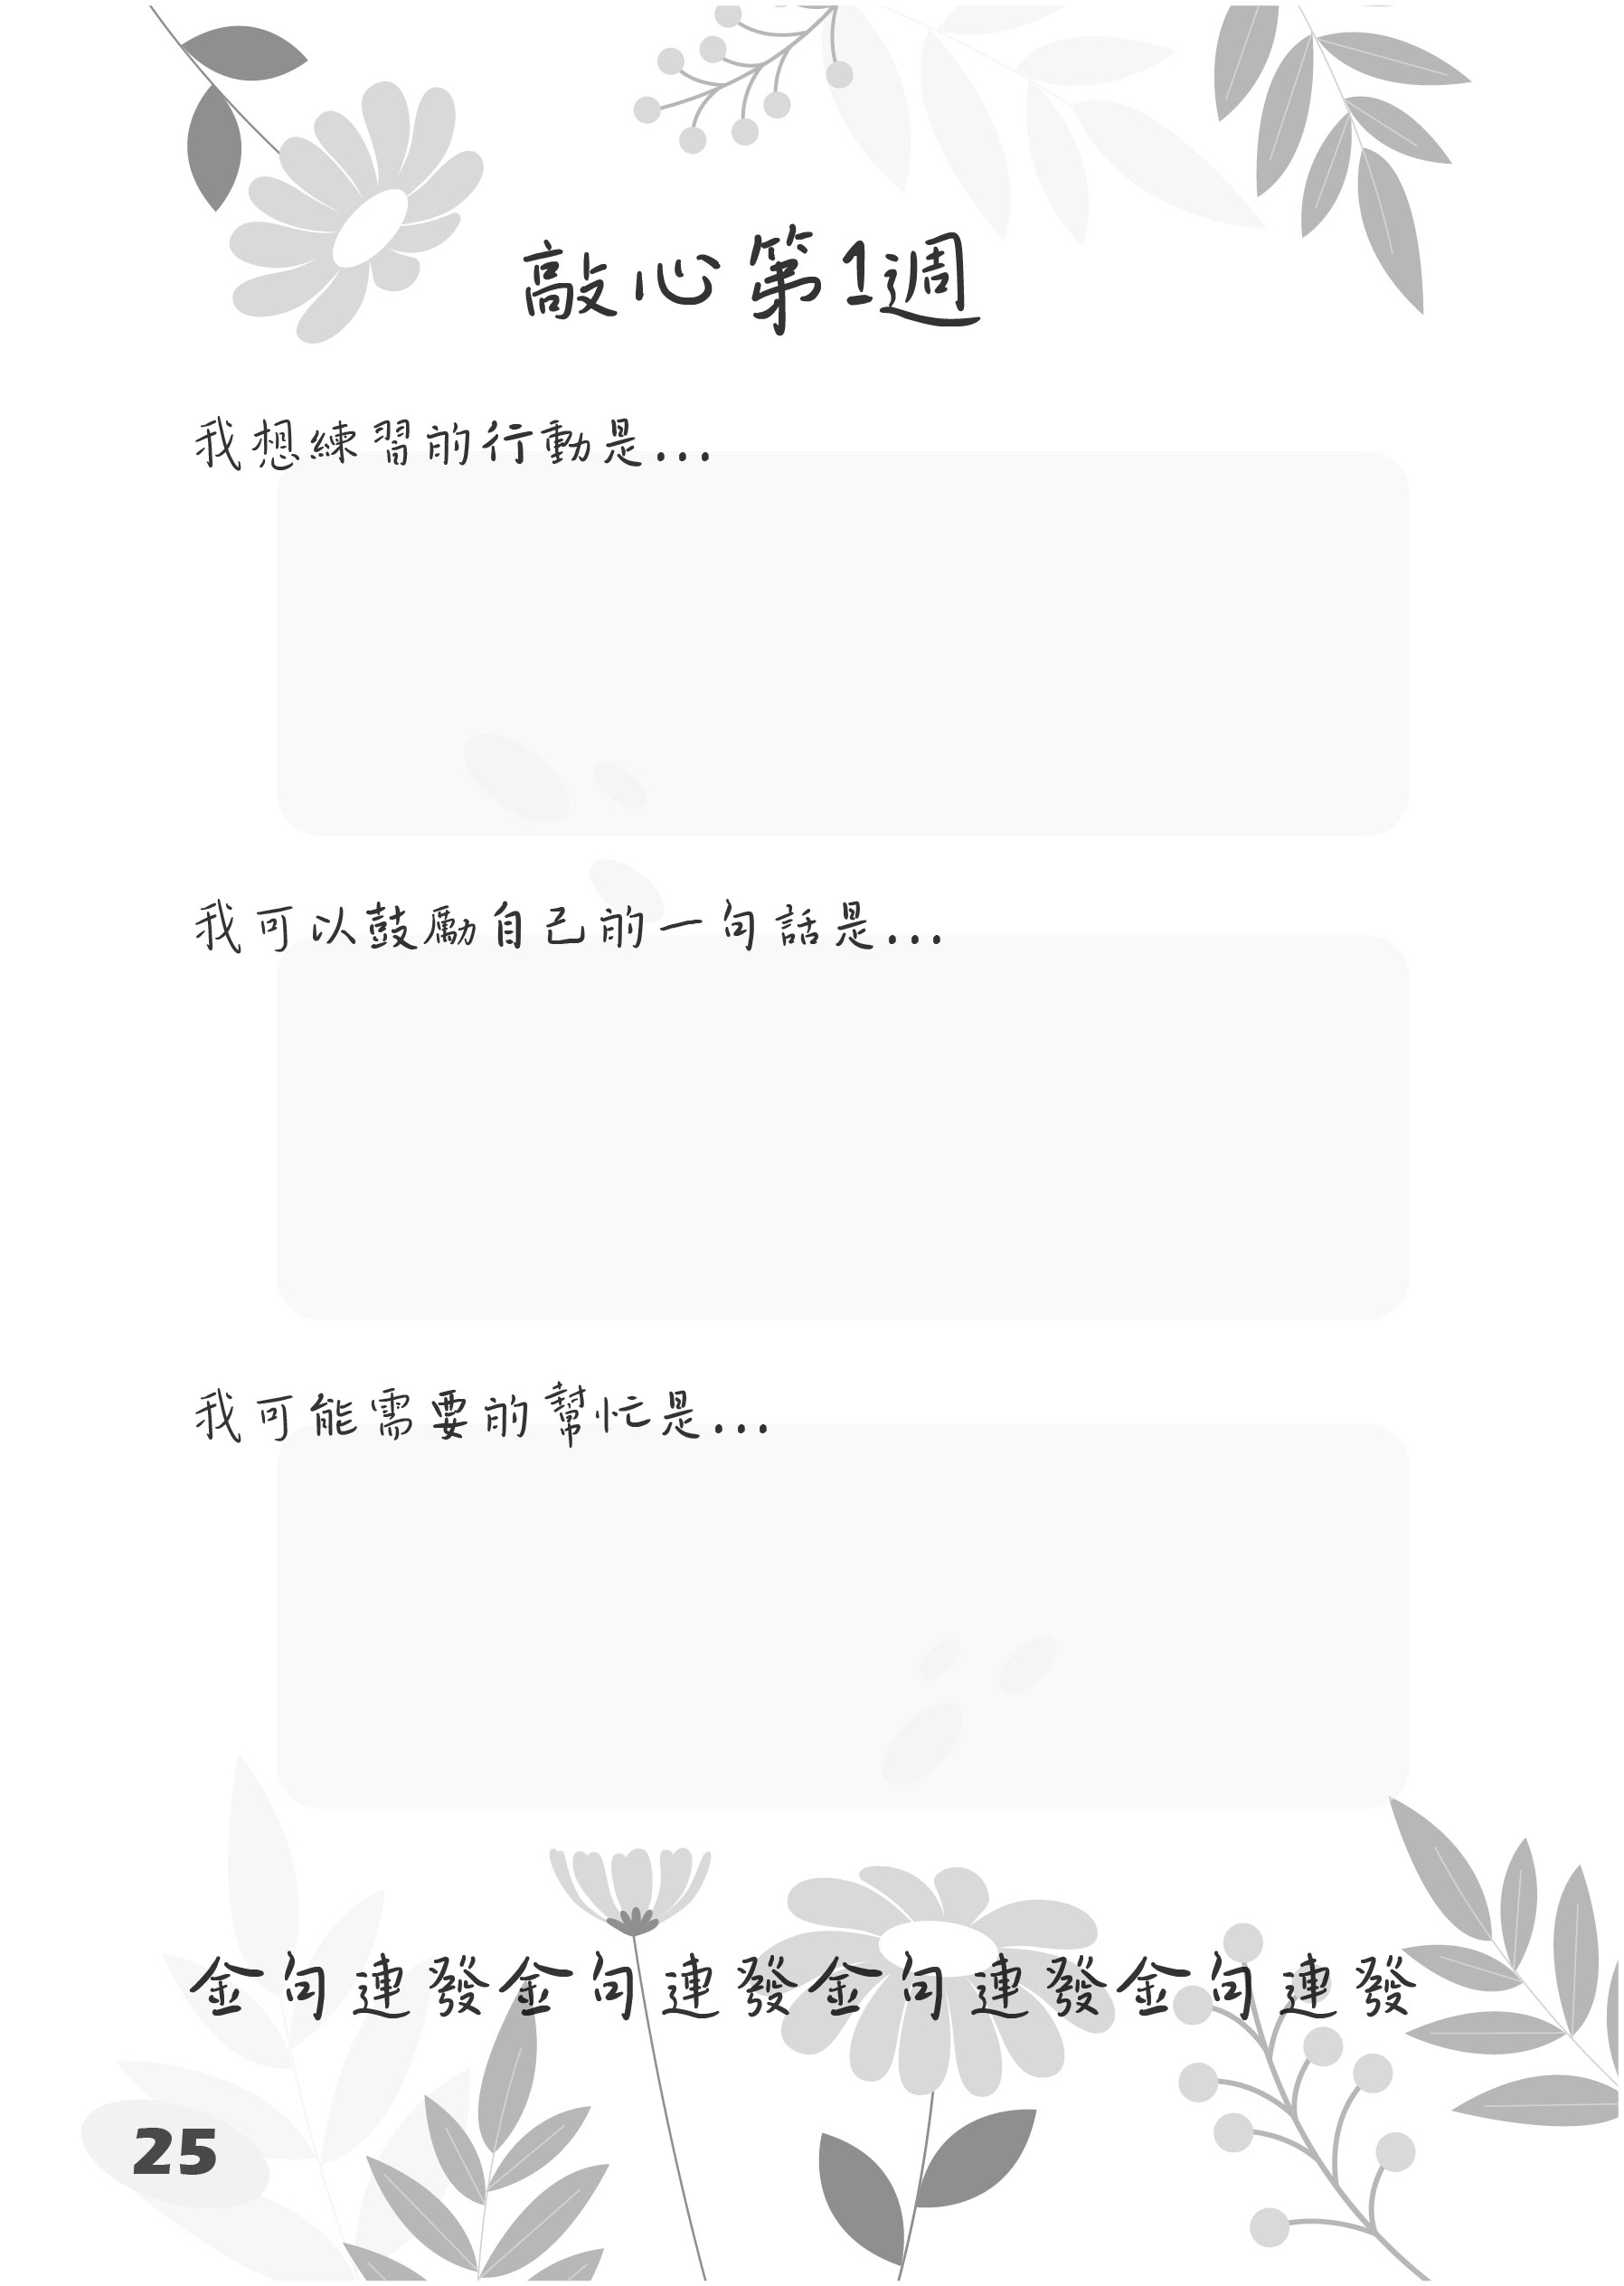 敲心第1週
我想練習的行動是...
我可以鼓勵自己的一句話是...
我可能需要的幫忙是...
金句連發金句連發金句連發金句連發
25